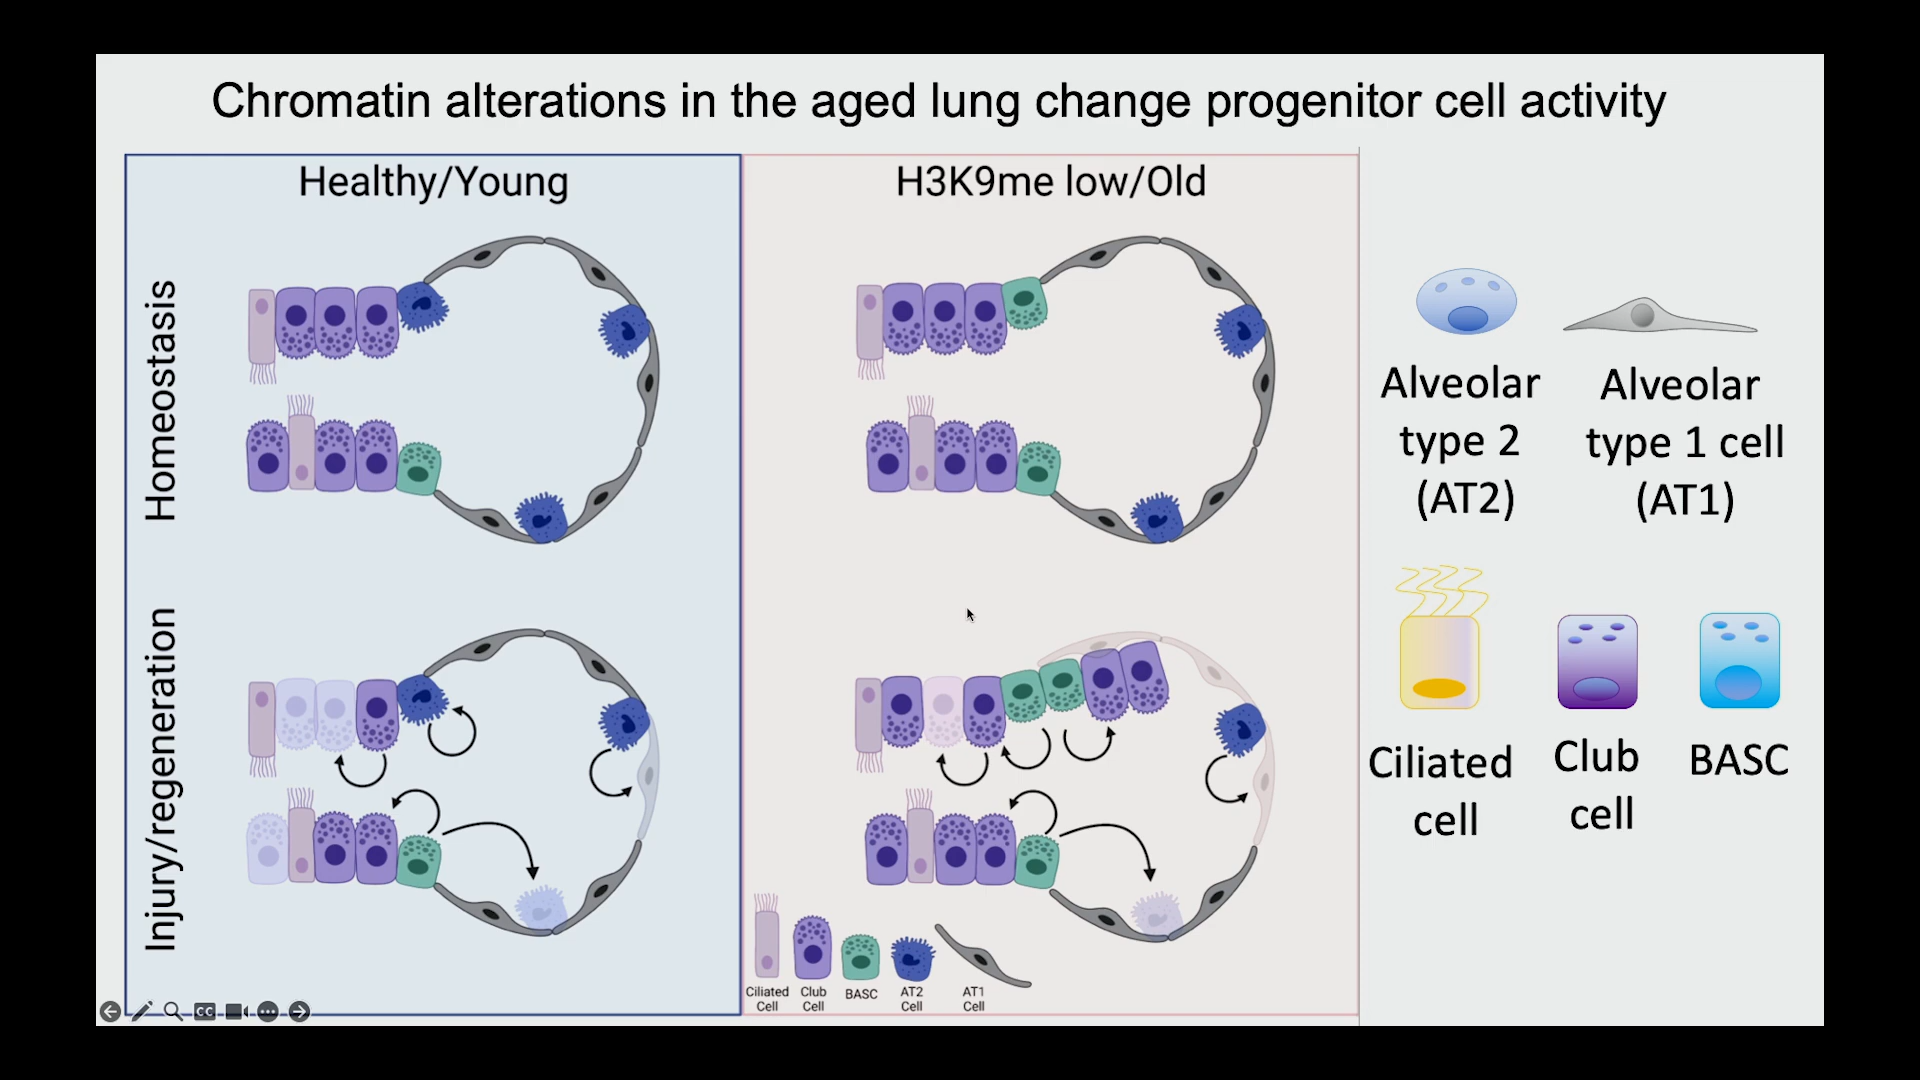 Chromatin alterations in the aged lung change progenitor cell activity
Healthy/Young
H3K9me low/Old
Homeostasis
Injury/regeneration
Alveolar
type 2
(AT2)
Alveolar
type 1 cell
(AT1)
Ciliated
cell
Club
cell
BASC
Ciliated
Cell
Club
Cell
BASC
AT2
Cell
AT1
Cell
CC